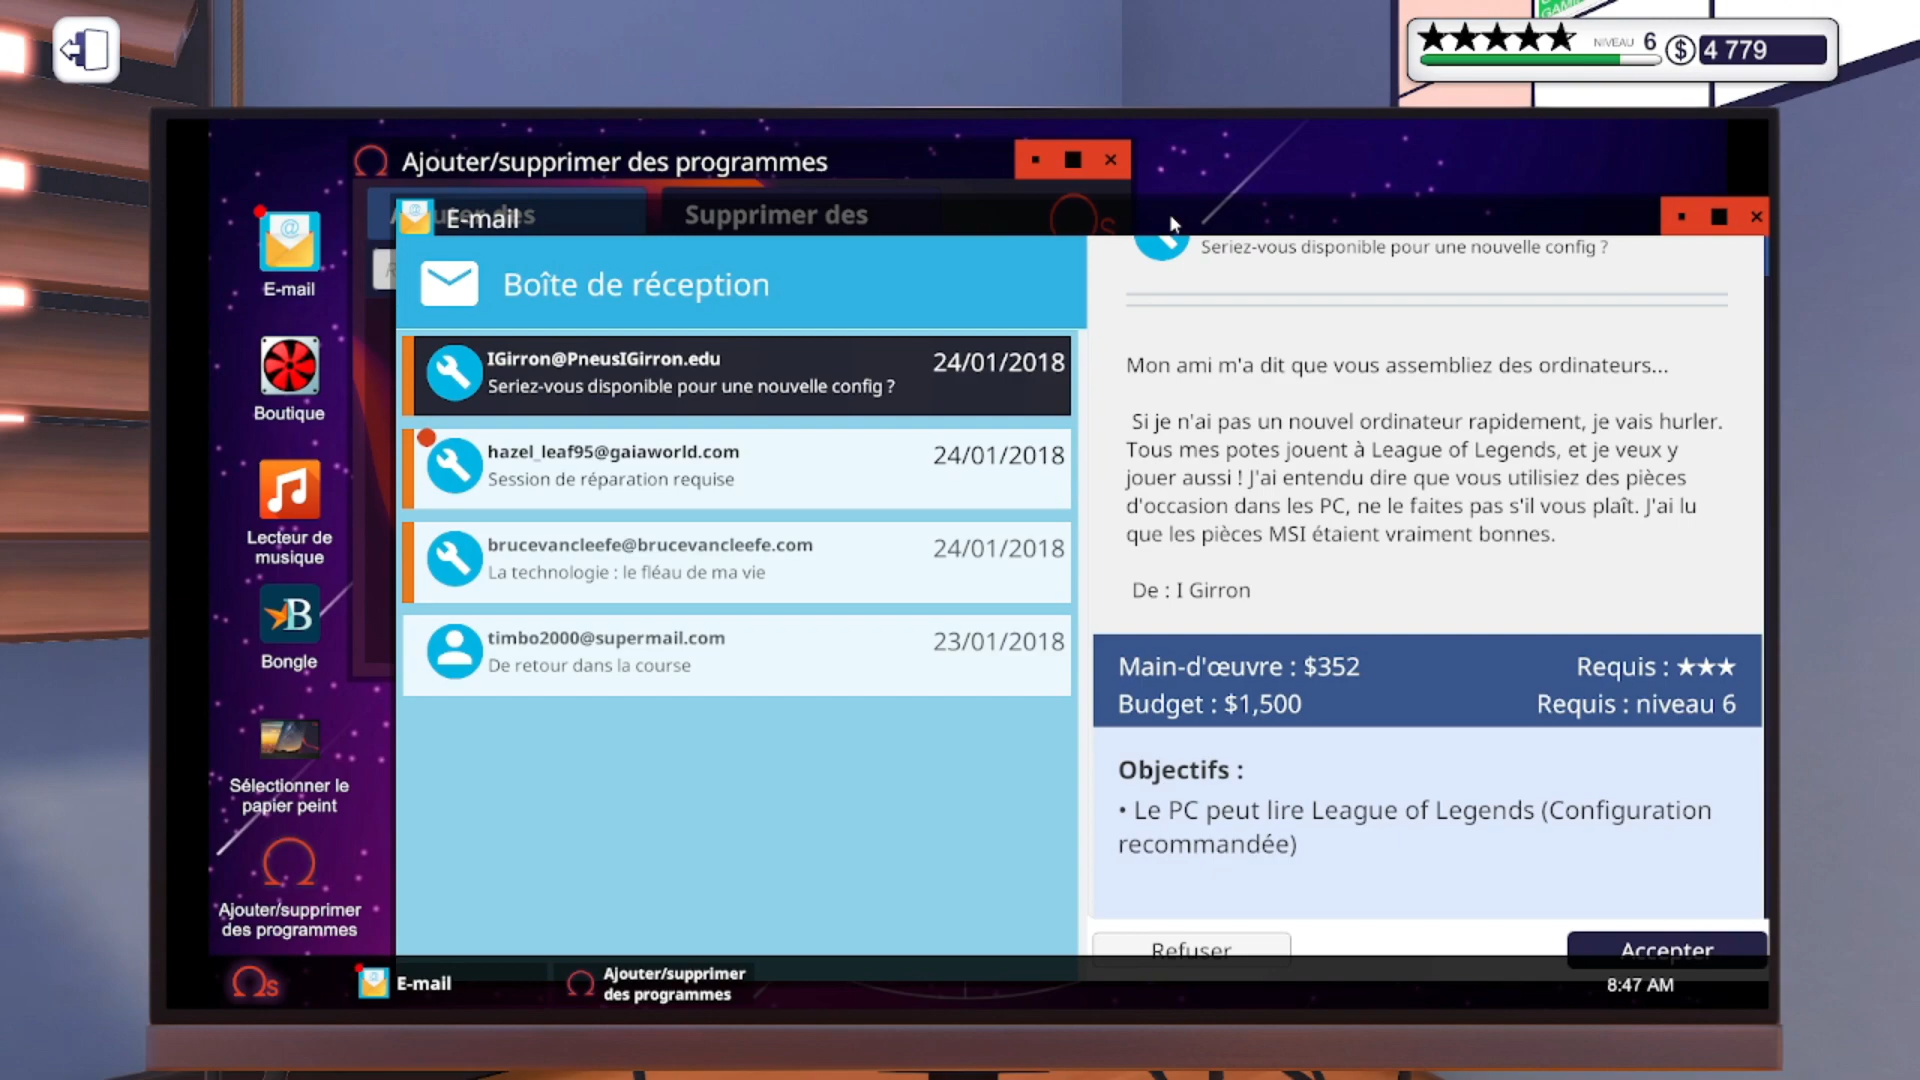 NIVEAU 6 $ 4 779
Ajouter/supprimer des programmes
Supprimer des
E-mail
Boîte de réception
IGirron@PneusIGirron.edu 24/01/2018
Seriez-vous disponible pour une nouvelle config ?
hazel_leaf95@gaiaworld.com 24/01/2018
Session de réparation requise
brucevancleefe@brucevancleefe.com 24/01/2018
La technologie : le fléau de ma vie
timbo2000@supermail.com 23/01/2018
De retour dans la course
Seriez-vous disponible pour une nouvelle config ?
Mon ami m'a dit que vous assembliez des ordinateurs...
Si je n'ai pas un nouvel ordinateur rapidement, je vais hurler.
Tous mes potes jouent à League of Legends, et je veux y
jouer aussi ! J'ai entendu dire que vous utilisiez des pièces
d'occasion dans les PC, ne le faites pas s'il vous plaît. J'ai lu
que les pièces MSI étaient vraiment bonnes.
De : I Girron
Main-d'œuvre : $352 Requis : ★★★
Budget : $1,500 Requis : niveau 6
Objectifs :
• Le PC peut lire League of Legends (Configuration
recommandée)
Refuser Accepter
E-mail
Boutique
Lecteur de
musique
B
Bongle
Sélectionner le
papier peint
Ajouter/supprimer
des programmes
Ωs
E-mail
Ajouter/supprimer
des programmes
8:47 AM